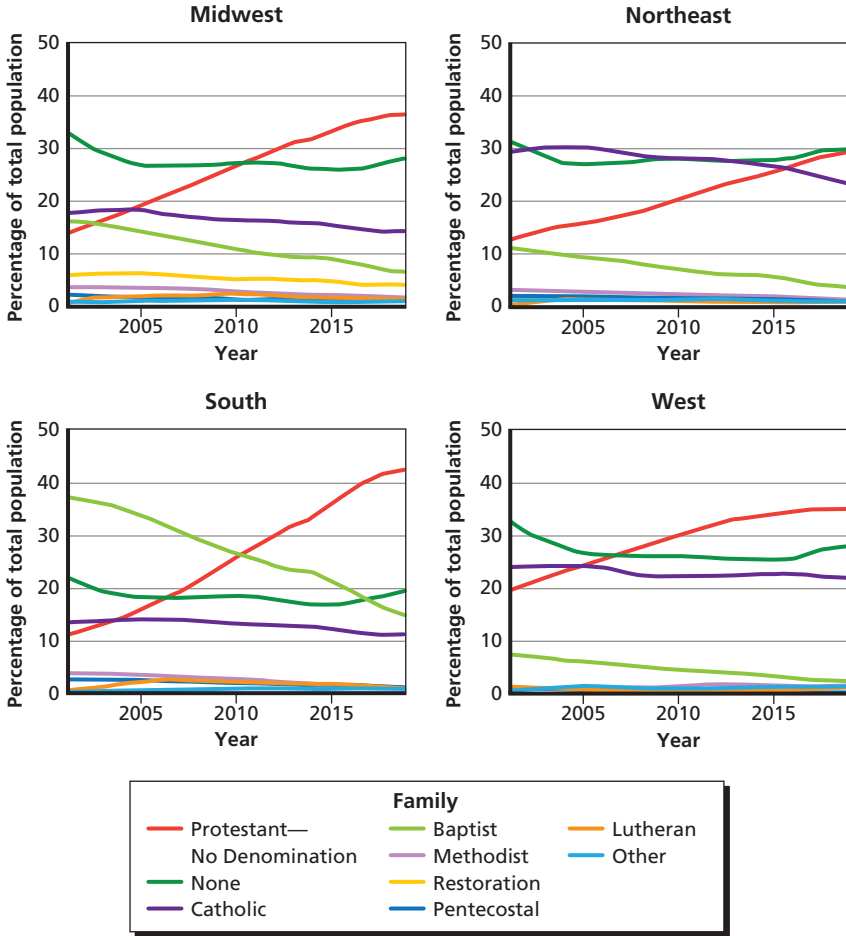 Midwest
Percentage of total population
50
40
30
20
10
0
2005 2010 2015
Year
Northeast
Percentage of total population
50
40
30
20
10
0
2005 2010 2015
Year
South
Percentage of total population
50
40
30
20
10
0
2005 2010 2015
Year
West
Percentage of total population
50
40
30
20
10
0
2005 2010 2015
Year
Family
Protestant—
No Denomination
None
Catholic
Baptist
Methodist
Restoration
Pentecostal
Lutheran
Other